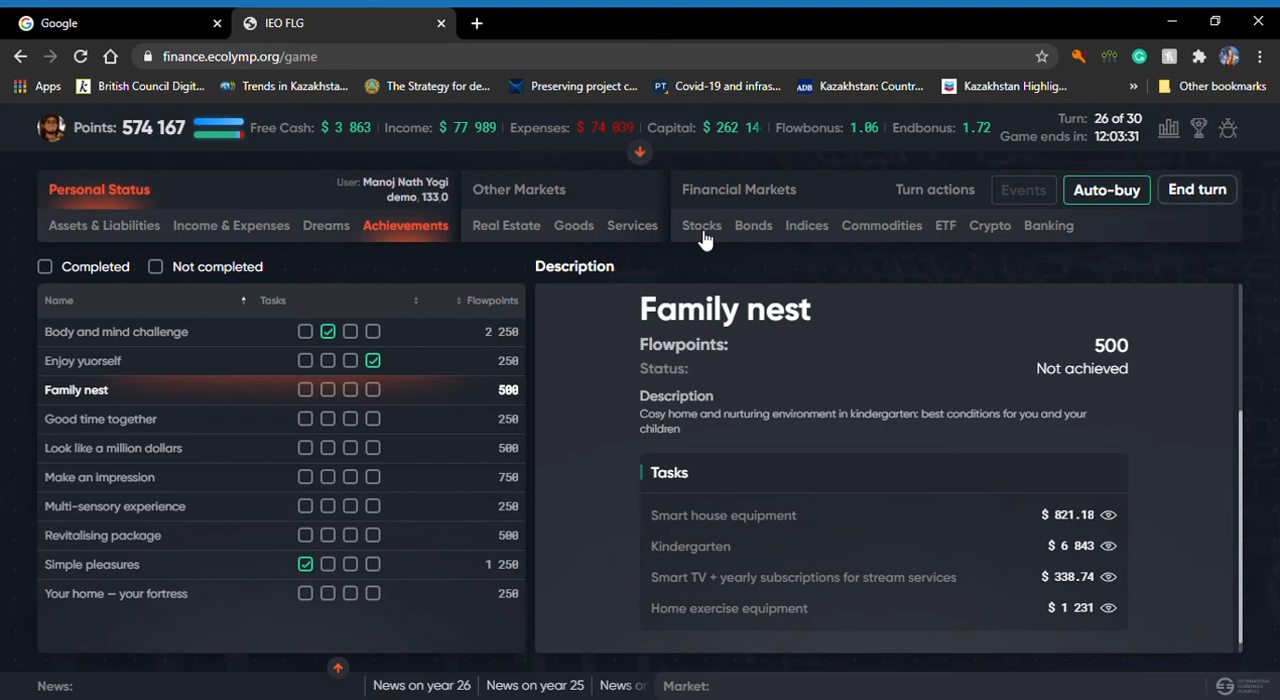 Google
IEO FLG
finance.ecolymp.org/game
Apps British Council Digit... Trends in Kazakhsta... The Strategy for de... PT Preserving project c... Covid-19 and infras... ADB Kazakhstan: Countr... Kazakhstan Highlig... » Other bookmarks
Points: 574 167 Free Cash: $ 3 863 Income: $ 77 989 Expenses: $ 74 039 Capital: $ 262 14 Flowbonus: 1.06 Endbonus: 1.72
Turn: 26 of 30
Game ends in: 12:03:31
Personal Status
User: Manoj Nath Yogi
demo, 133,0
Other Markets
Financial Markets
Turn actions
Events
Auto-buy
End turn
Assets & Liabilities Income & Expenses Dreams Achievements Real Estate Goods Services Stocks Bonds Indices Commodities ETF Crypto Banking
Completed Not completed
Name Tasks Flowpoints
Body and mind challenge 2 250
Enjoy yuorself 250
Family nest 500
Good time together 250
Look like a million dollars 500
Make an impression 750
Multi-sensory experience 250
Revitalising package 500
Simple pleasures 1 250
Your home — your fortress 250
Description
Family nest
Flowpoints: 500
Status: Not achieved
Description
Cosy home and nurturing environment in kindergarten: best conditions for you and your
children
Tasks
Smart house equipment $ 821.18
Kindergarten $ 6 843
Smart TV + yearly subscriptions for stream services $ 338.74
Home exercise equipment $ 1 231
News: News on year 26 News on year 25 News on Market: